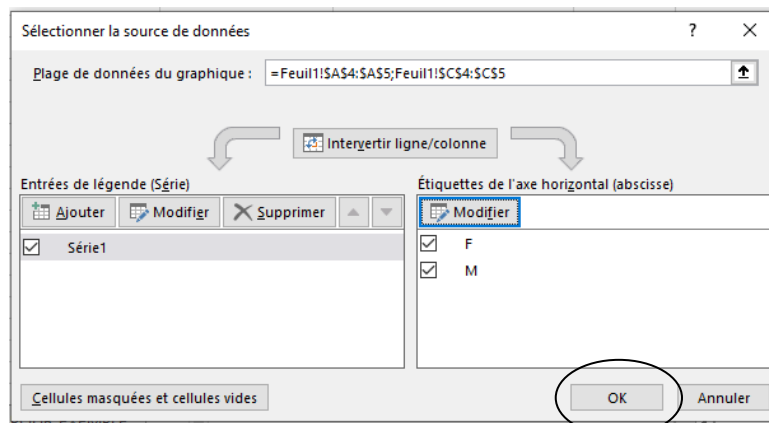 Sélectionner la source de données ?
Plage de données du graphique : =Feuil1!$A$4:$A$5;Feuil1!$C$4:$C$5
Intervertir ligne/colonne
Entrées de légende (Série)
Ajouter Modifier Supprimer
Série1
Étiquettes de l'axe horizontal (abscisse)
Modifier
F
M
Cellules masquées et cellules vides
OK Annuler